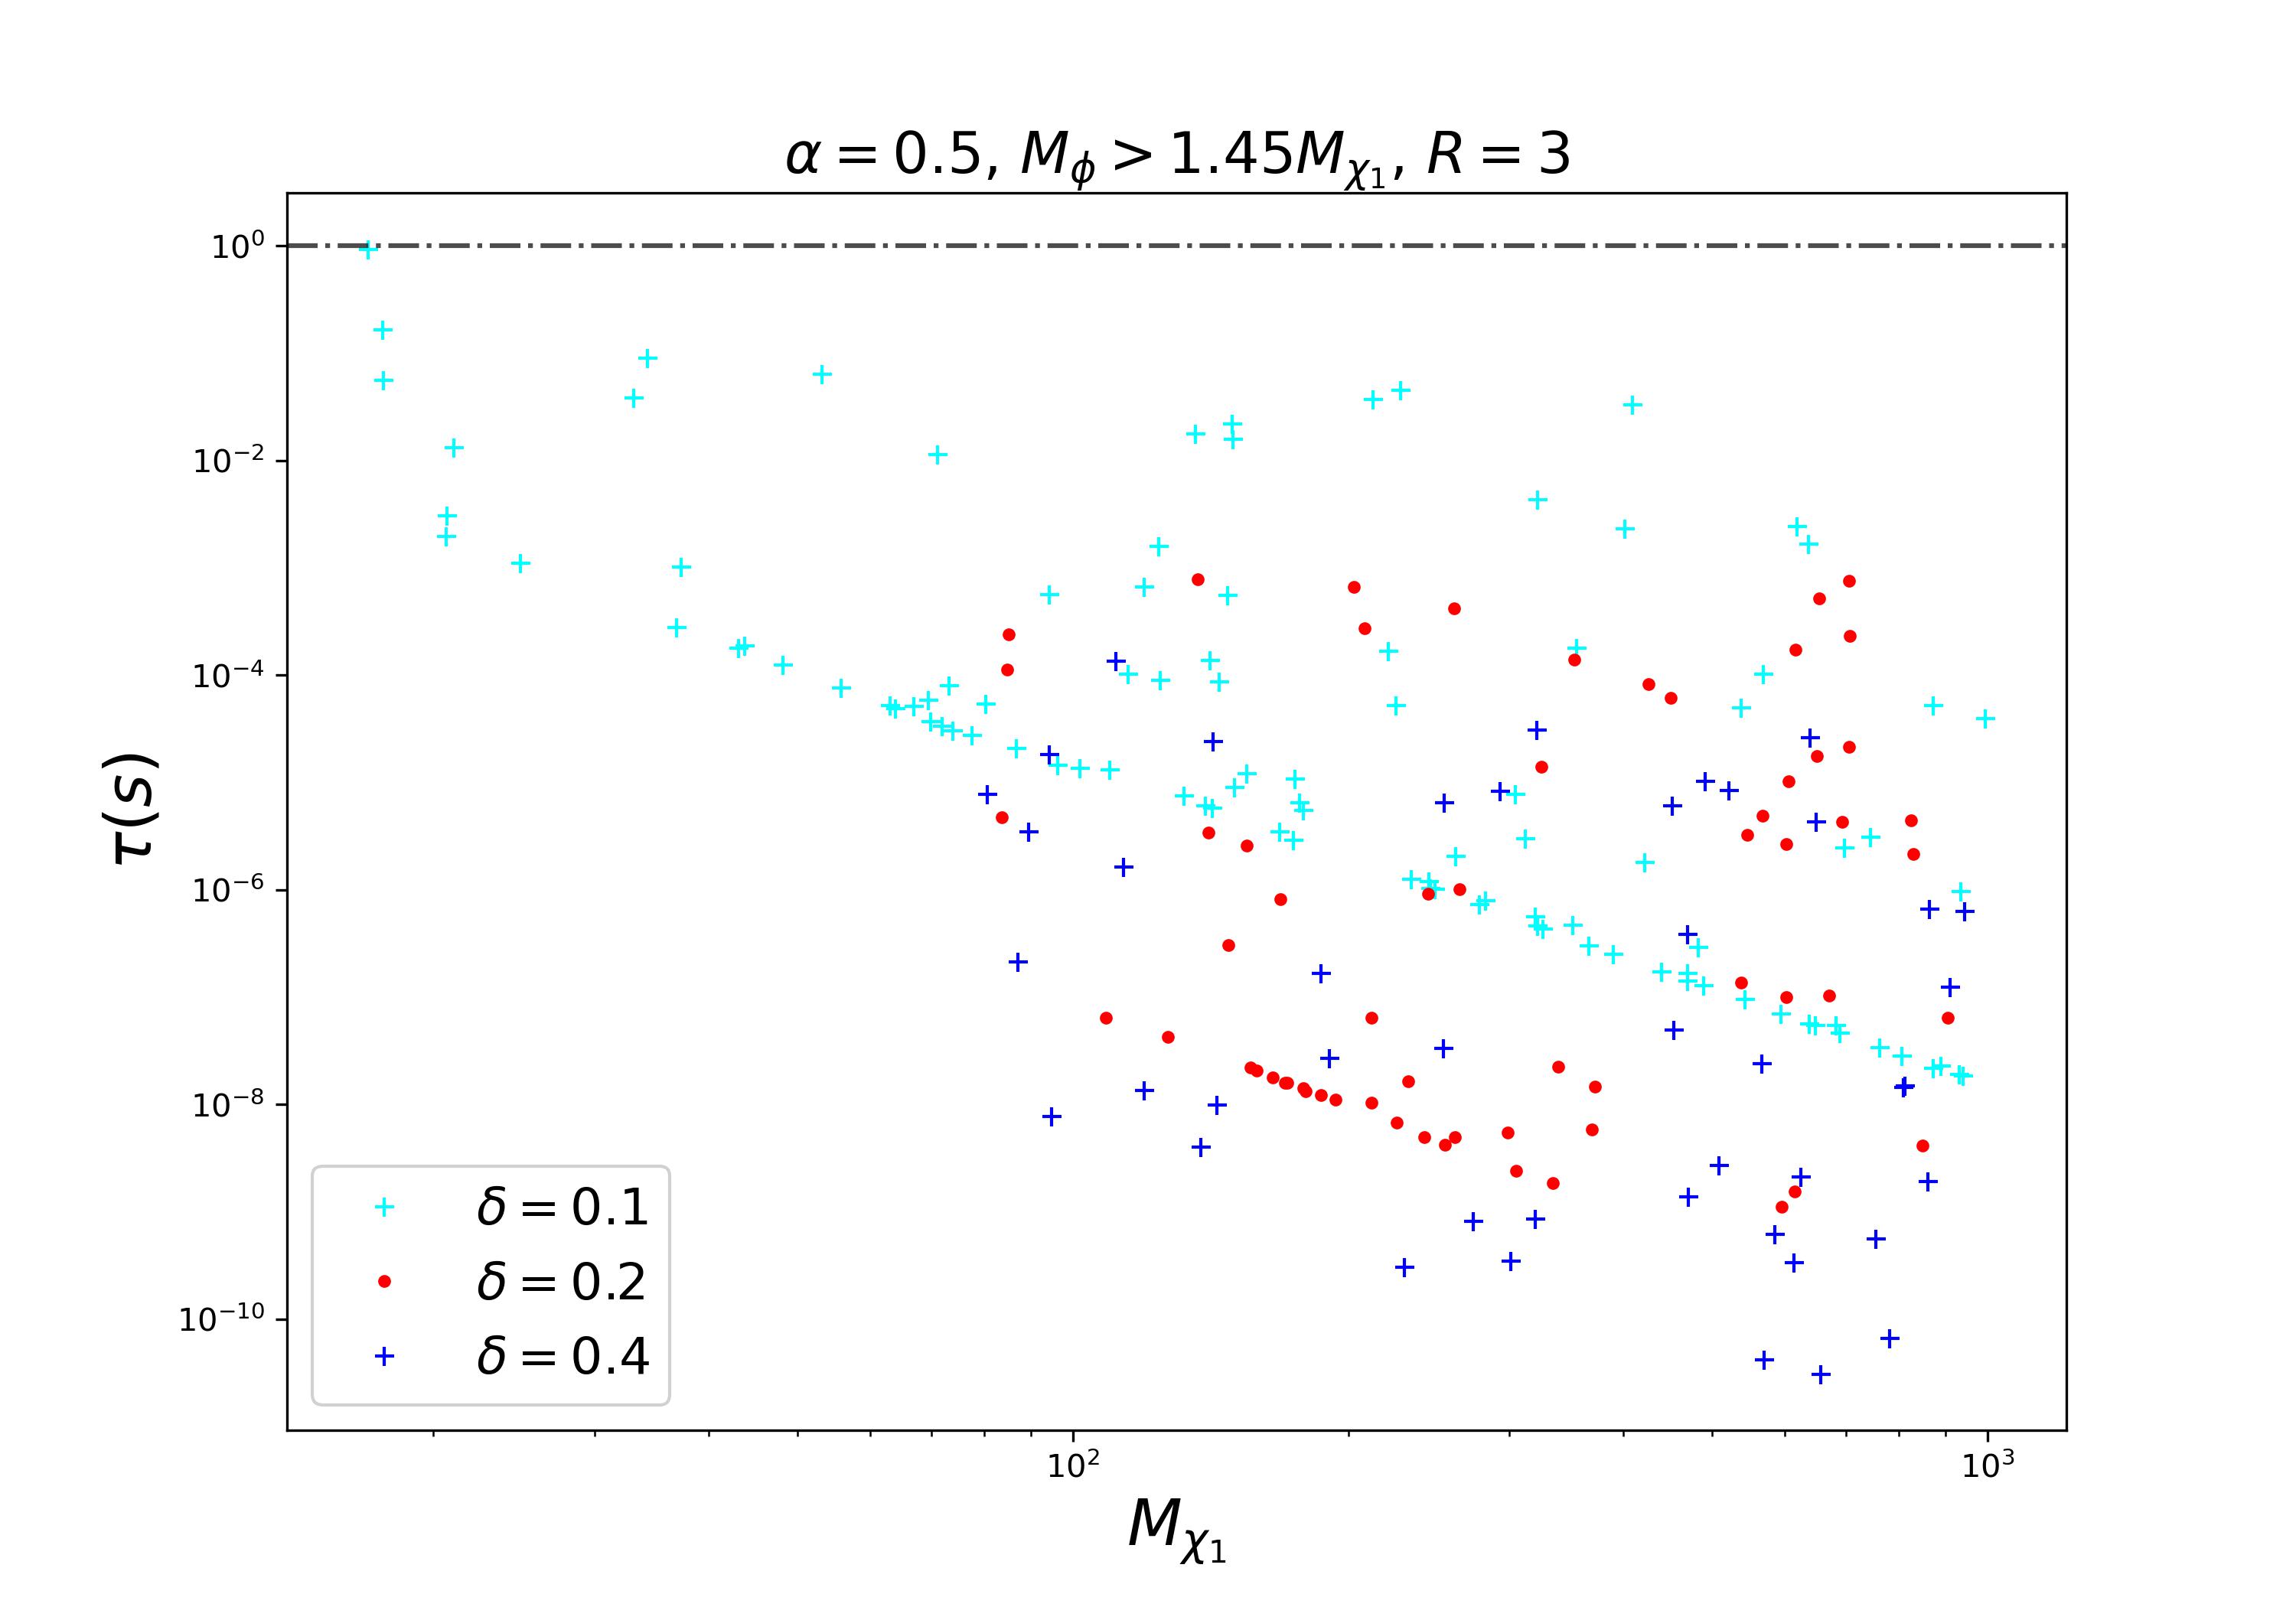 α = 0.5, M_ϕ > 1.45M_χ₁, R = 3
10⁰
10⁻²
10⁻⁴
10⁻⁶
10⁻⁸
10⁻¹⁰
τ(s)
δ = 0.1
δ = 0.2
δ = 0.4
10² 10³
M_χ₁